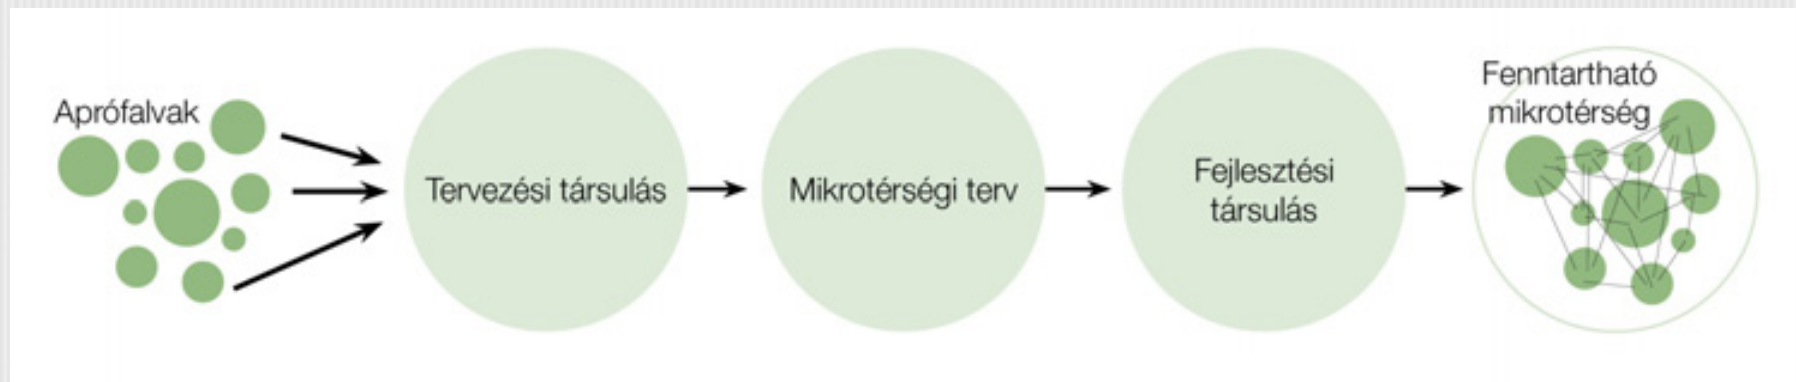 Aprófalvak
Tervezési társulás
Mikrotérségi terv
Fejlesztési
társulás
Fenntartható
mikrotérség